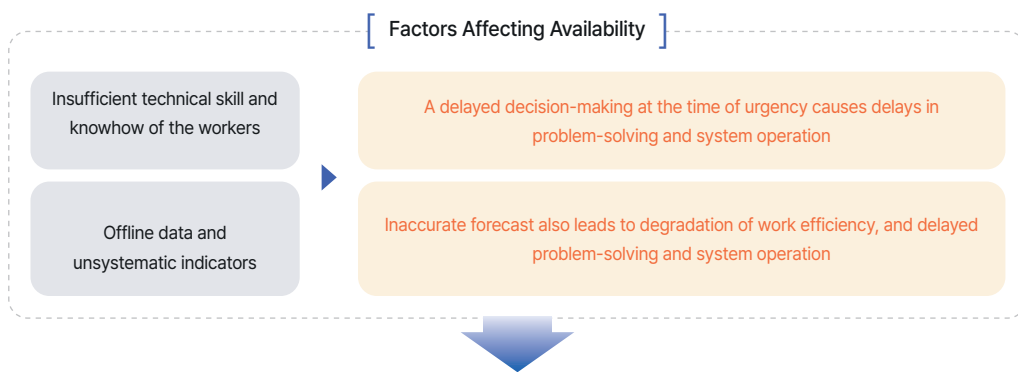 Factors Affecting Availability
Insufficient technical skill and
knowhow of the workers
A delayed decision-making at the time of urgency causes delays in
problem-solving and system operation
Offline data and
unsystematic indicators
Inaccurate forecast also leads to degradation of work efficiency, and delayed
problem-solving and system operation